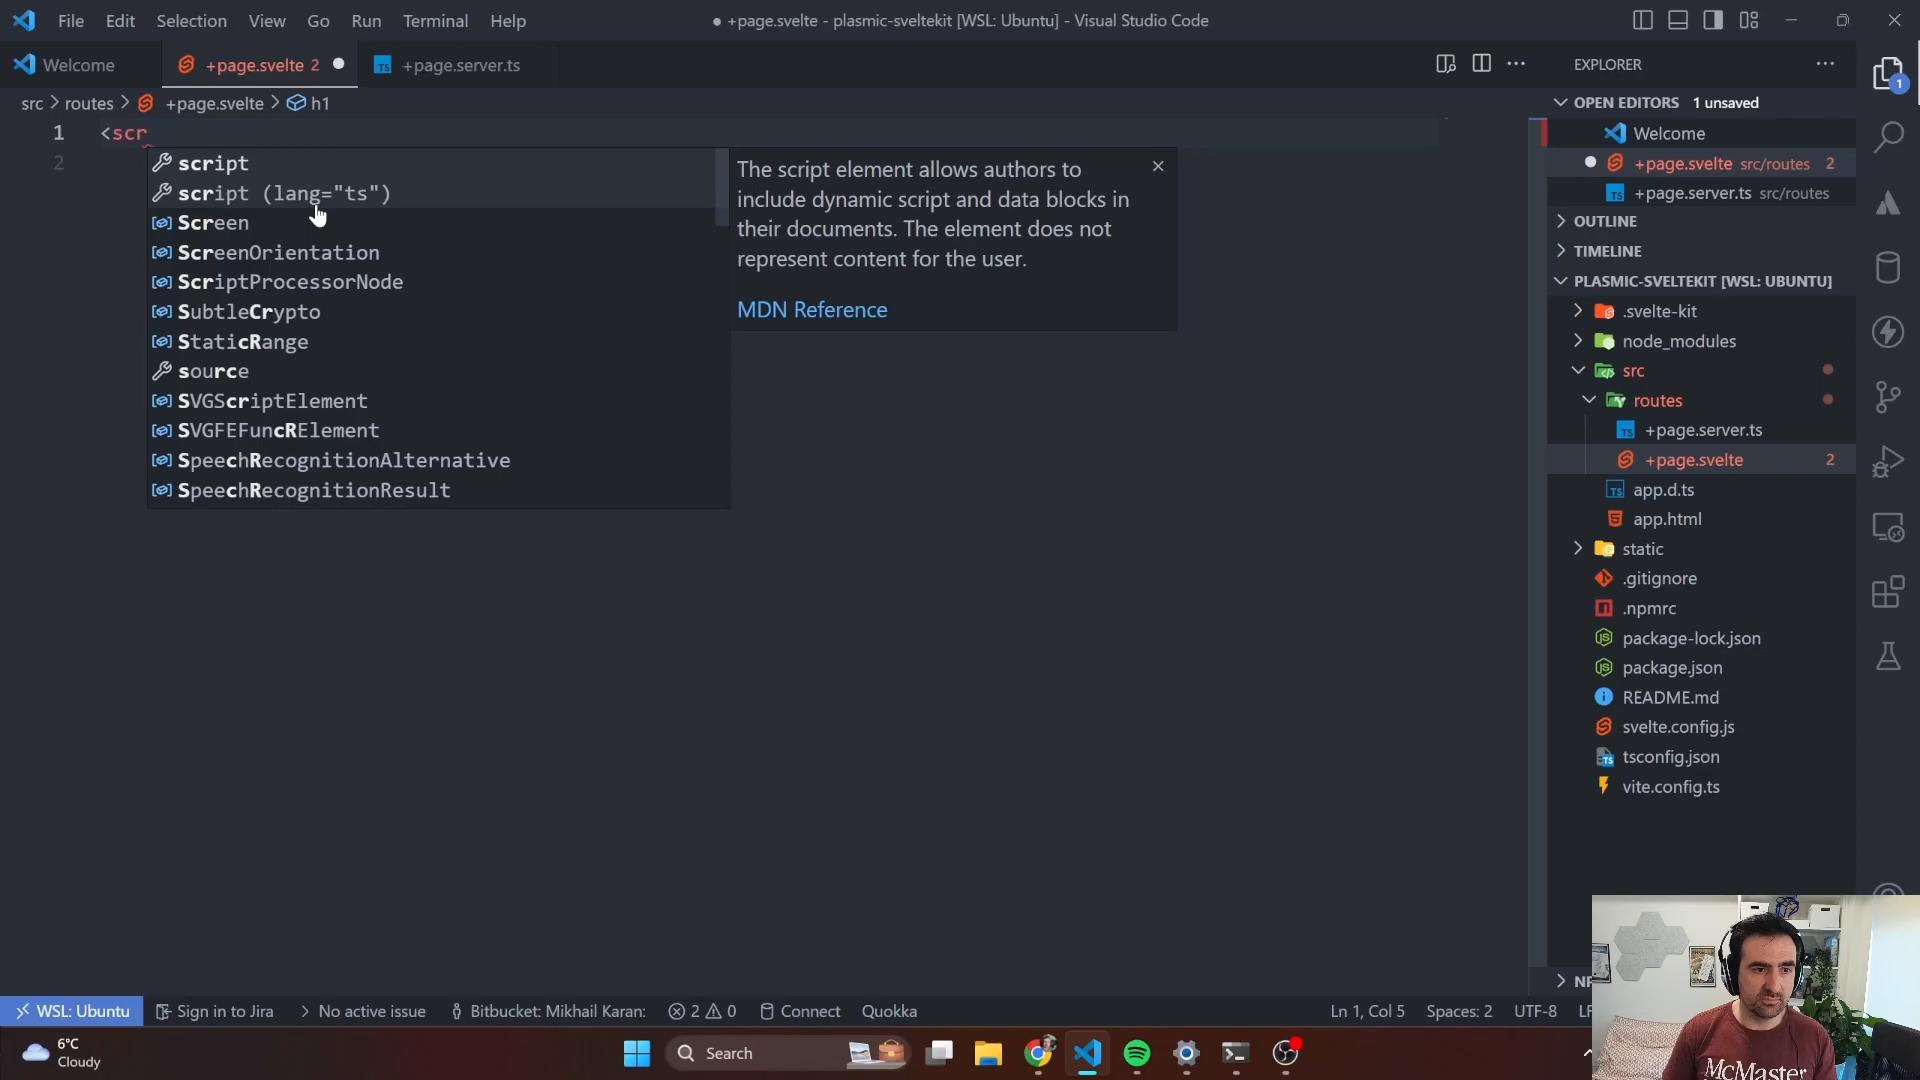 File Edit Selection View Go Run Terminal Help
● +page.svelte - plasmic-sveltekit [WSL: Ubuntu] - Visual Studio Code
Welcome
+page.svelte 2
+page.server.ts
src > routes > +page.svelte > h1
1 <scr
2
script
script (lang="ts")
Screen
ScreenOrientation
ScriptProcessorNode
SubtleCrypto
StaticRange
source
SVGScriptElement
SVGFEFuncRElement
SpeechRecognitionAlternative
SpeechRecognitionResult
The script element allows authors to
include dynamic script and data blocks in
their documents. The element does not
represent content for the user.
MDN Reference
EXPLORER
OPEN EDITORS 1 unsaved
Welcome
+page.svelte src/routes 2
+page.server.ts src/routes
OUTLINE
TIMELINE
PLASMIC-SVELTEKIT [WSL: UBUNTU]
.svelte-kit
node_modules
src
routes
+page.server.ts
+page.svelte 2
app.d.ts
app.html
static
.gitignore
.npmrc
package-lock.json
package.json
README.md
svelte.config.js
tsconfig.json
vite.config.ts
1
WSL: Ubuntu
Sign in to Jira
No active issue
Bitbucket: Mikhail Karan:
2 0
Connect
Quokka
Ln 1, Col 5
Spaces: 2
UTF-8
6°C
Cloudy
Search
McMaster